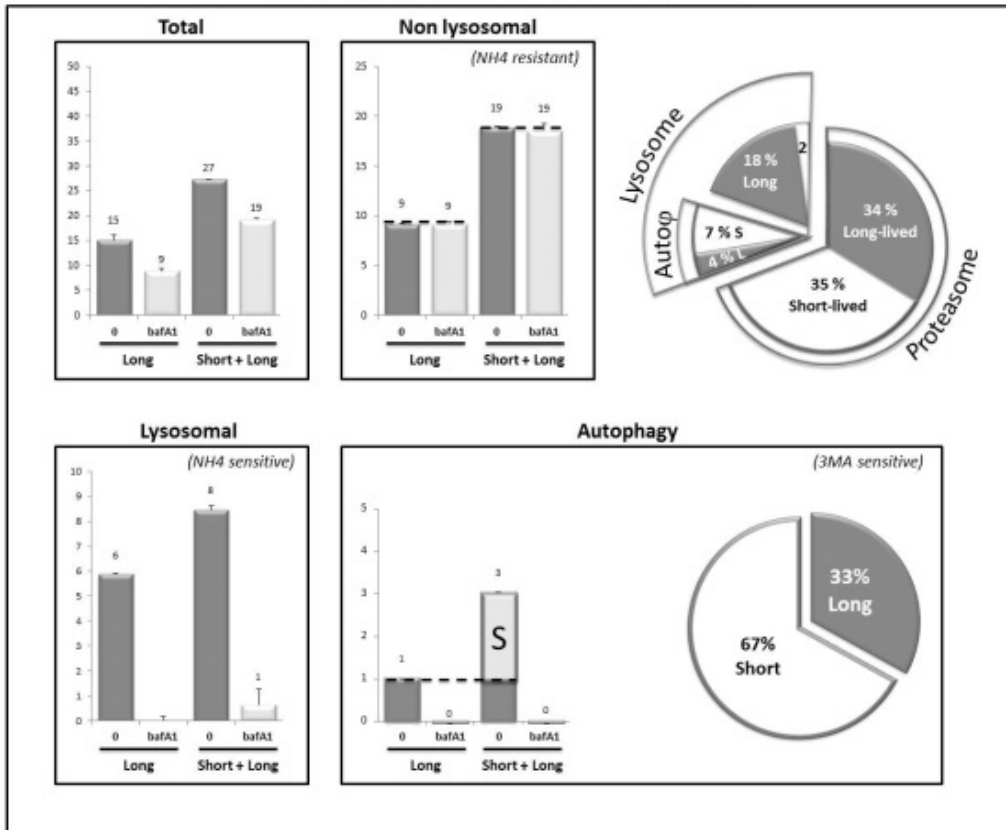 Total
50
45
40
35
30
25
20
15
10
5
0
15
9
27
19
0 bafA1 0 bafA1
Long Short + Long
Non lysosomal
(NH4 resistant)
25
20
15
10
5
0
9
9
19
19
0 bafA1 0 bafA1
Long Short + Long
Lysosome
Autoφ
Proteasome
18 %
Long
2
7 % S
4 % L
34 %
Long-lived
35 %
Short-lived
Lysosomal
(NH4 sensitive)
10
9
8
7
6
5
4
3
2
1
0
6
8
1
0 bafA1 0 bafA1
Long Short + Long
Autophagy
(3MA sensitive)
5
4
3
2
1
0
1
0
3
S
0
0 bafA1 0 bafA1
Long Short + Long
33%
Long
67%
Short